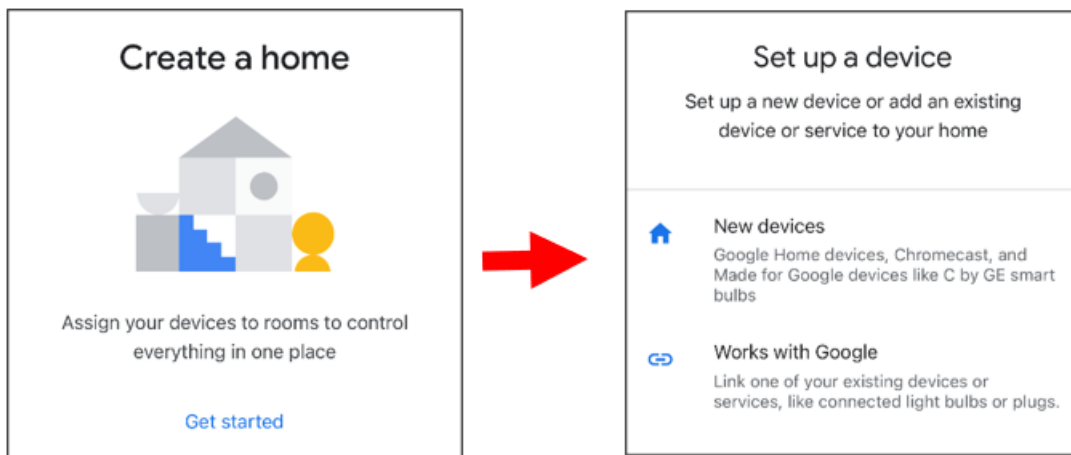 Create a home
Assign your devices to rooms to control
everything in one place
Get started
Set up a device
Set up a new device or add an existing
device or service to your home
New devices
Google Home devices, Chromecast, and
Made for Google devices like C by GE smart
bulbs
Works with Google
Link one of your existing devices or
services, like connected light bulbs or plugs.